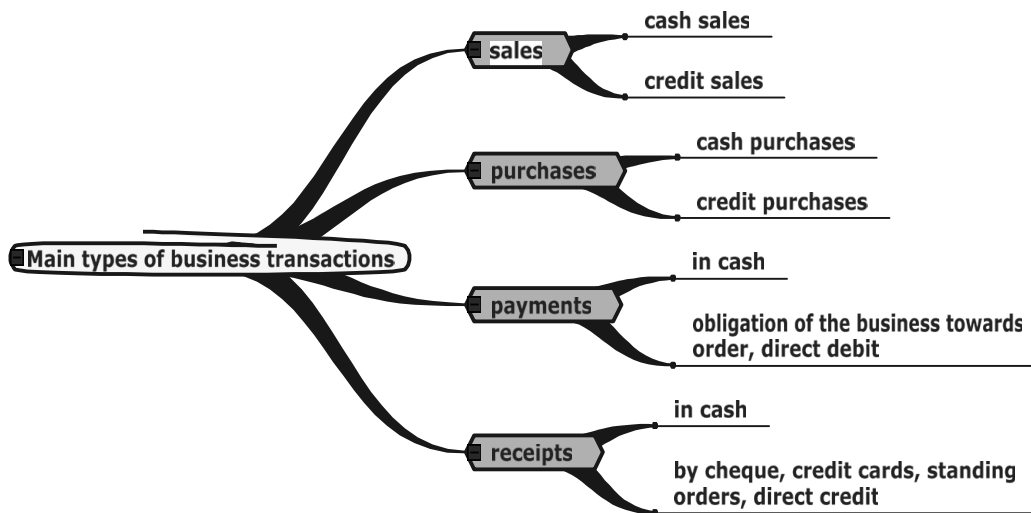 cash sales
sales
credit sales
cash purchases
purchases
credit purchases
Main types of business transactions
in cash
payments
obligation of the business towards
order, direct debit
in cash
receipts
by cheque, credit cards, standing
orders, direct credit